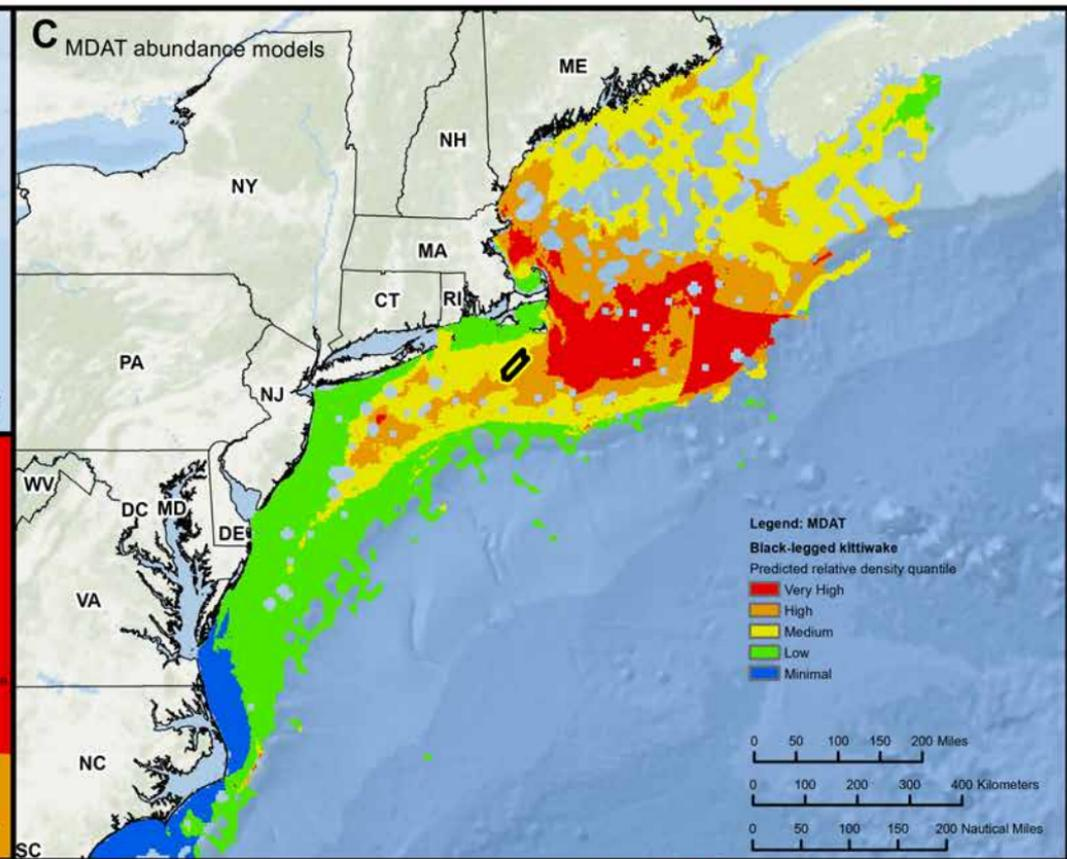 C MDAT abundance models
ME
NH
NY
MA
CT RI
PA
NJ
WV
DC MD
DE
VA
NC
SC
Legend: MDAT
Black-legged kittiwake
Predicted relative density quantile
Very High
High
Medium
Low
Minimal
0 50 100 150 200 Miles
0 100 200 300 400 Kilometers
0 50 100 150 200 Nautical Miles